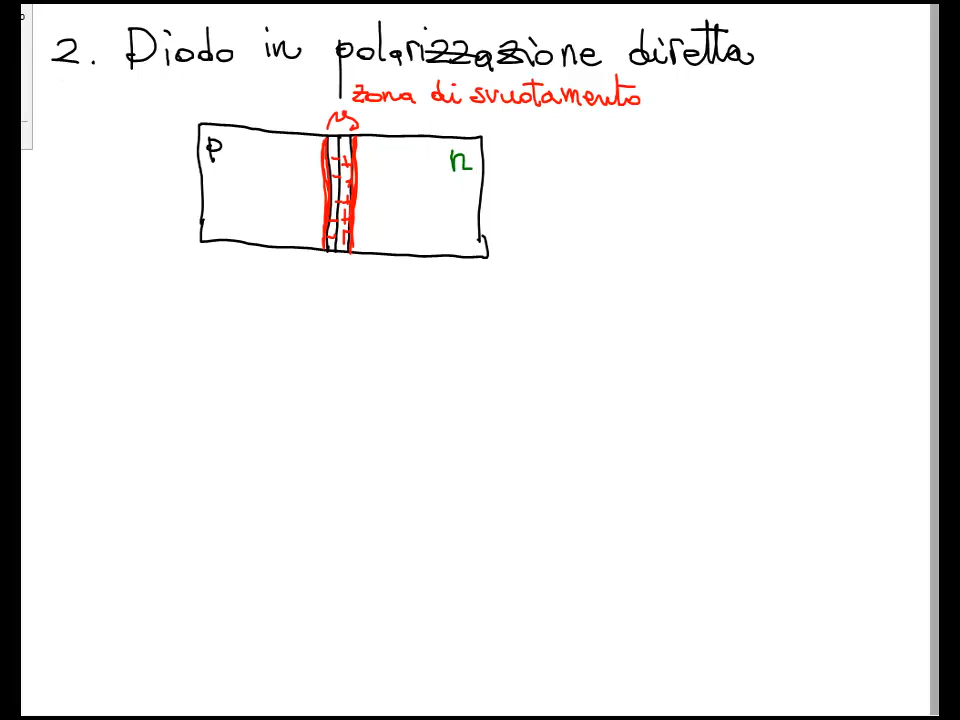 2. Diodo in polarizzazione diretta
zona di svuotamento
p
n